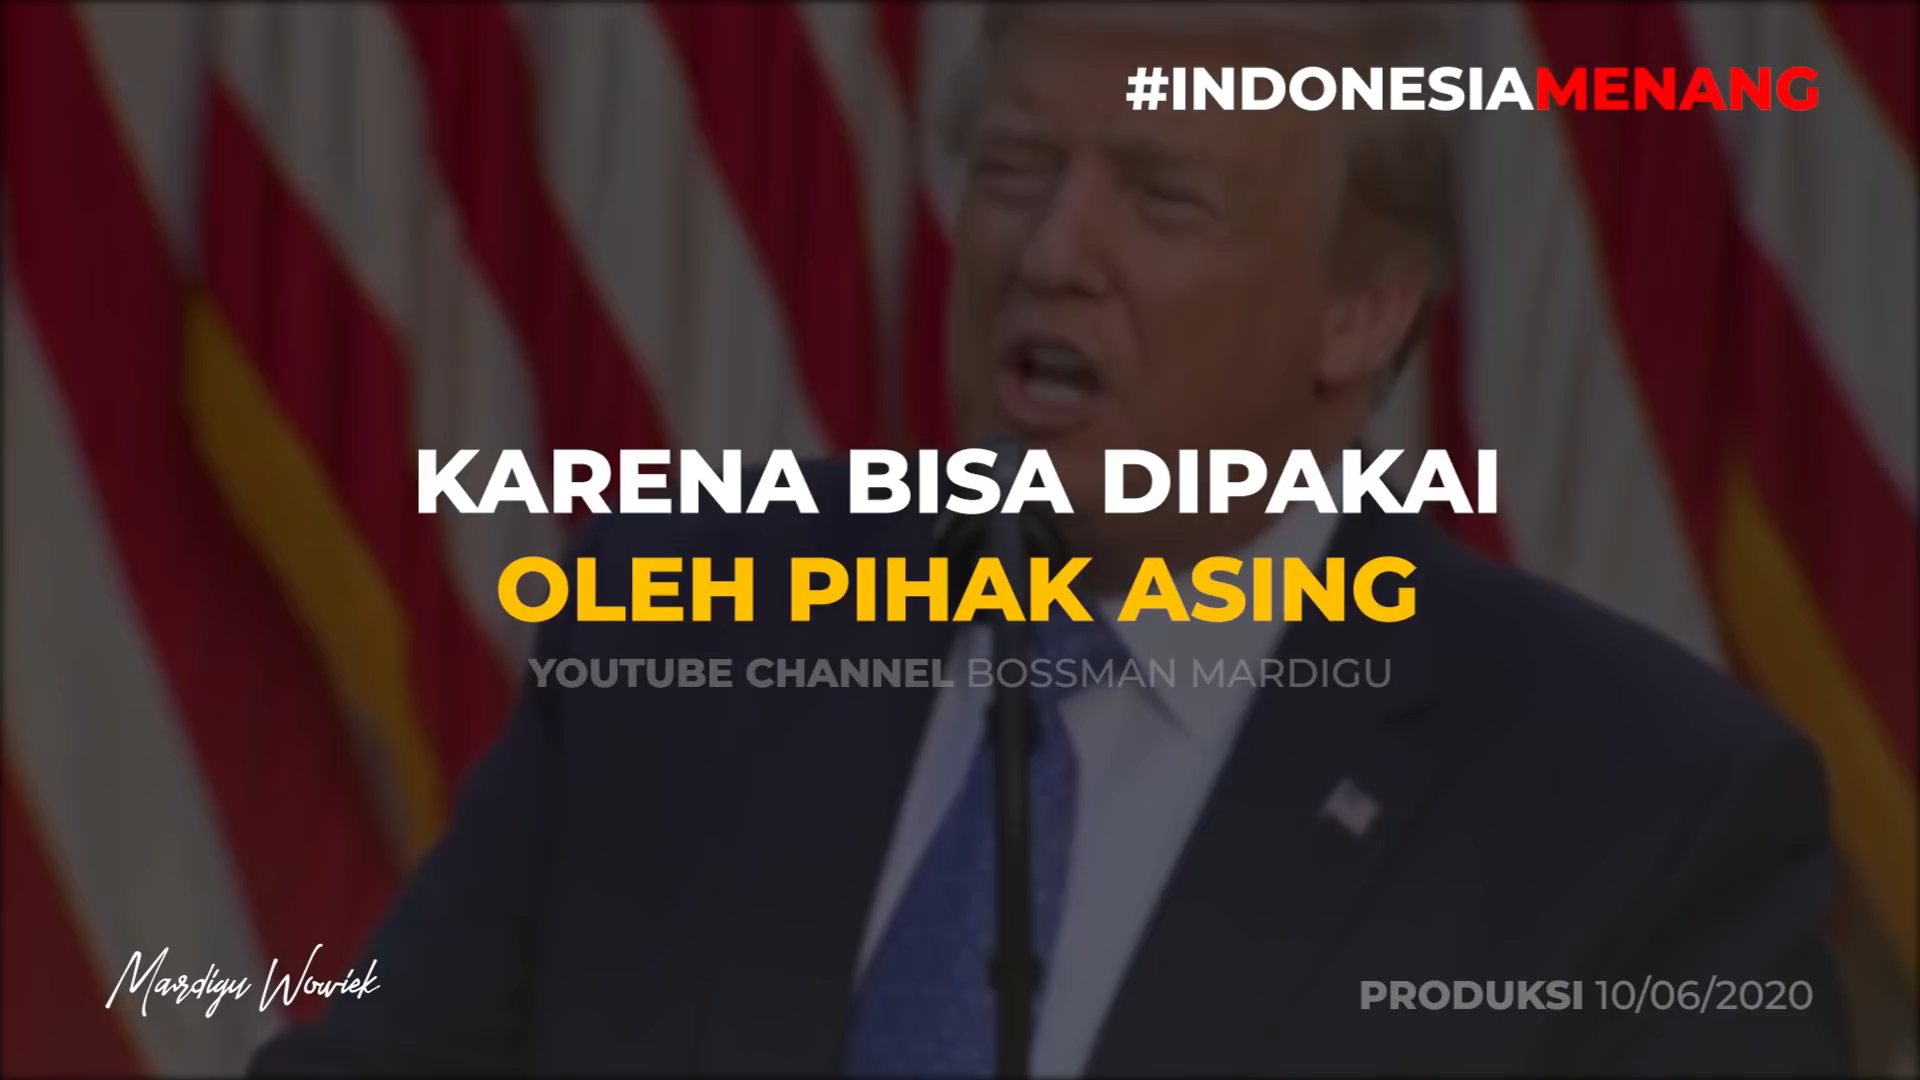 #INDONESIAMENANG
KARENA BISA DIPAKAI
OLEH PIHAK ASING
YOUTUBE CHANNEL BOSSMAN MARDIGU
Mardigu Wowiek
PRODUKSI 10/06/2020